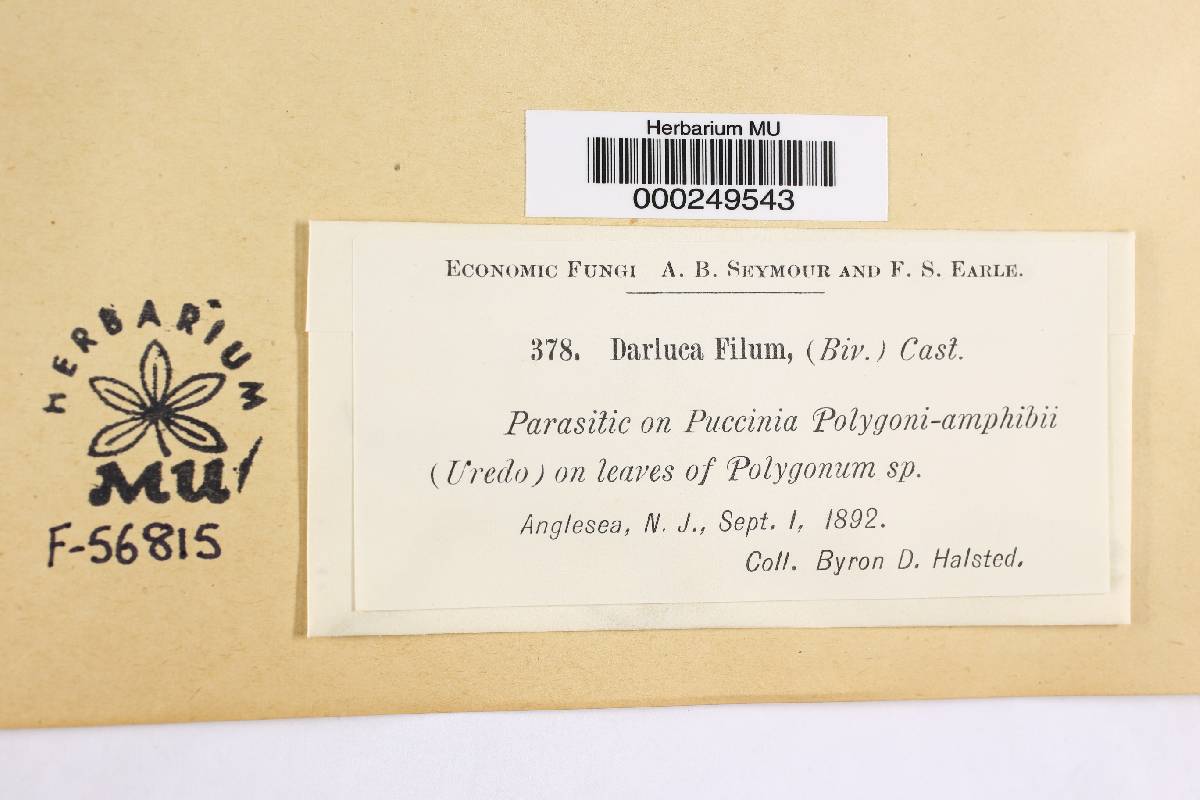 Herbarium MU
000249543
ECONOMIC FUNGI A. B. SEYMOUR AND F. S. EARLE.
378. Darluca Filum, (Biv.) Cast.
Parasitic on Puccinia Polygoni-amphibii
(Uredo) on leaves of Polygonum sp.
Anglesea, N. J., Sept. 1, 1892.
Coll. Byron D. Halsted.
HERBARIUM
MU
F-56815